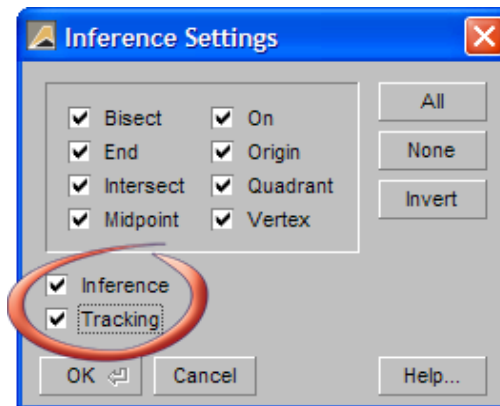 Inference Settings
Bisect On All
End Origin None
Intersect Quadrant Invert
Midpoint Vertex
Inference
Tracking
OK Cancel Help...